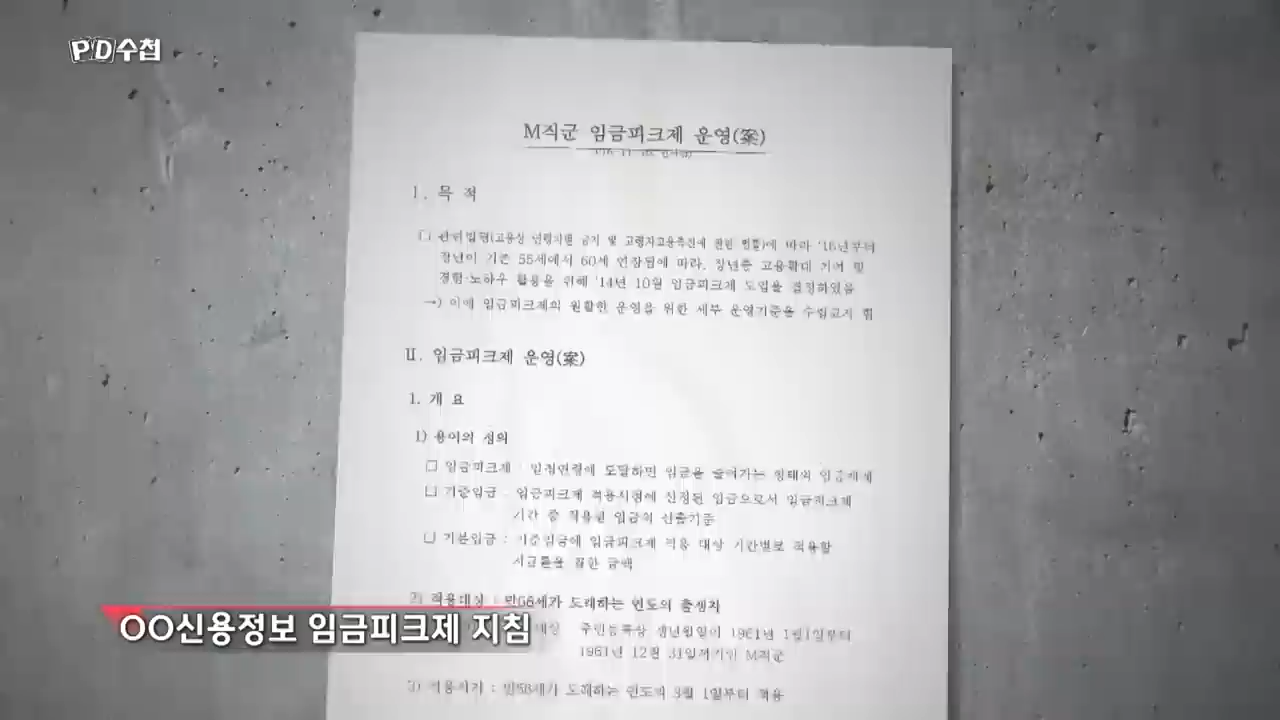 PD수첩
M직군 임금피크제 운영(案)
Ⅰ. 목 적
관련법령(고용상 연령차별 금지 및 고령자고용촉진에 관한 법률)에 따라 '16년부터
정년이 기존 55세에서 60세 연장됨에 따라, 장년층 고용확대 기여 및
경험·노하우 활용을 위해 '14년 10월 임금피크제 도입을 결정하였음
→) 이에 임금피크제의 원활한 운영을 위한 세부 운영기준을 수립코자 함
Ⅱ. 임금피크제 운영(案)
1. 개 요
1) 용어의 정의
□ 임금피크제 : 일정연령에 도달하면 임금을 줄여가는 형태의 임금체계
□ 기준임금 : 임금피크제 적용시점에 산정된 임금으로서 임금피크제
기간 중 적용될 임금의 산출기준
□ 기본임금 : 기준임금에 임금피크제 적용 대상 기간별로 적용할
지급률을 곱한 금액
2) 적용대상 : 만 도래하는 연도의 출생자
대상 주민등록상 생년월일이 1961년 1월1일부터
1961년 12월 31일까지인 M직군
3) 적용시기 : 도래하는 연도의 1일부터 적용
OO신용정보 임금피크제 지침